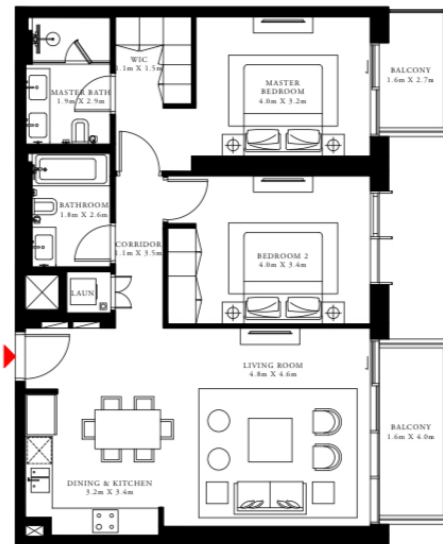 WIC
1.1m X 1.5m
MASTER
BEDROOM
4.0m X 3.2m
BALCONY
1.6m X 2.7m
MASTER BATH
1.9m X 2.9m
BATHROOM
1.8m X 2.6m
CORRIDOR
1.1m X 3.5m
BEDROOM 2
4.0m X 3.4m
LAUN
LIVING ROOM
4.8m X 4.6m
BALCONY
1.6m X 4.0m
DINING & KITCHEN
3.2m X 3.4m